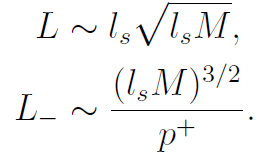 L ∼ l_s√(l_s M),
L_− ∼ (l_s M)^{3/2} / p^+.